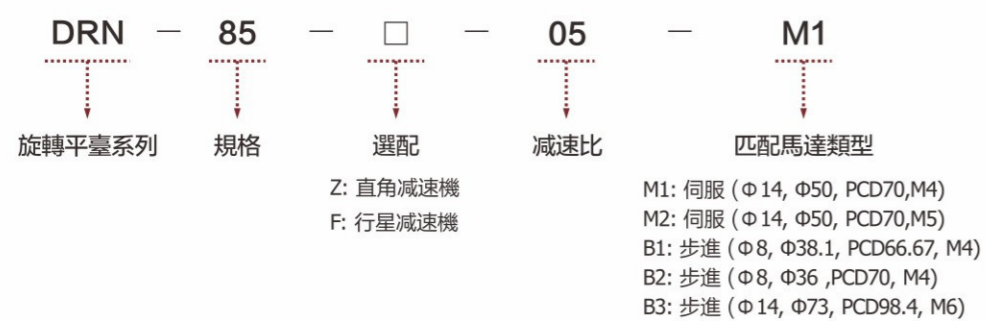 DRN — 85 — □ — 05 — M1
旋轉平臺系列 規格 選配 减速比 匹配馬達類型
Z: 直角减速機
F: 行星减速機
M1: 伺服 (Φ14, Φ50, PCD70,M4)
M2: 伺服 (Φ14, Φ50, PCD70,M5)
B1: 步進 (Φ8, Φ38.1, PCD66.67, M4)
B2: 步進 (Φ8, Φ36 ,PCD70, M4)
B3: 步進 (Φ14, Φ73, PCD98.4, M6)